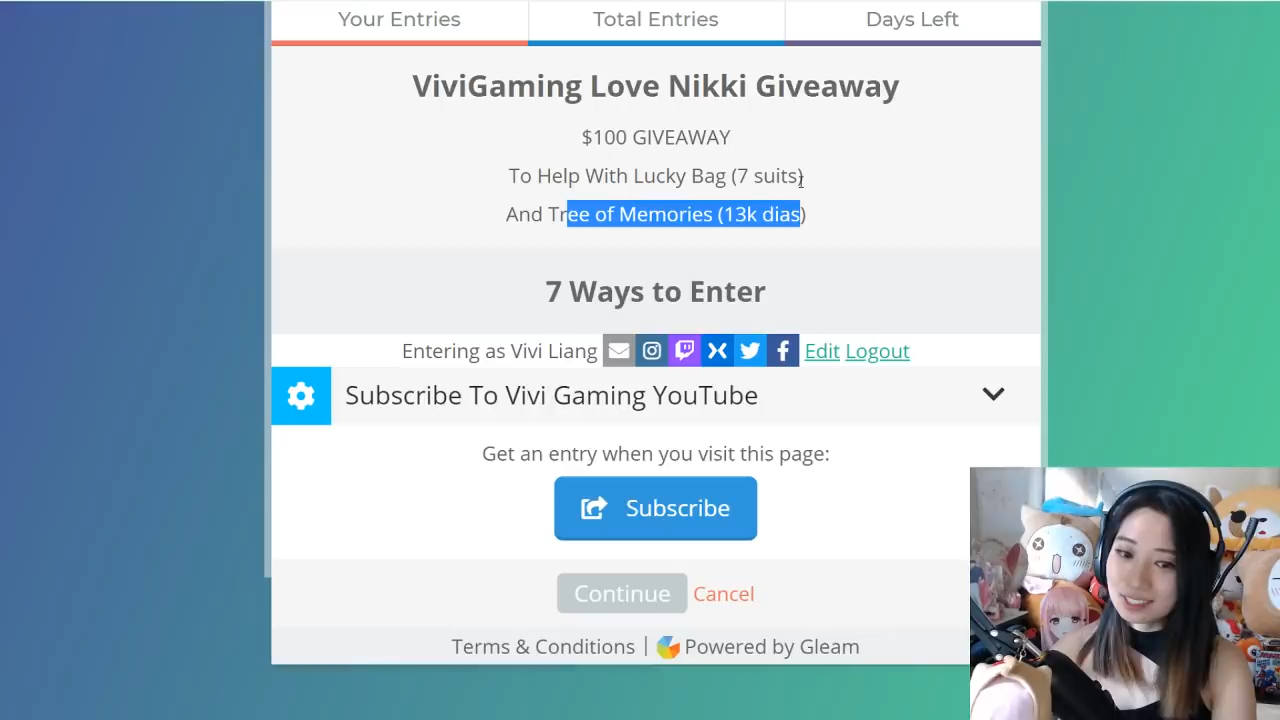 Your Entries
Total Entries
Days Left
ViviGaming Love Nikki Giveaway
$100 GIVEAWAY
To Help With Lucky Bag (7 suits)
And Tree of Memories (13k dias)
7 Ways to Enter
Entering as Vivi Liang Edit Logout
Subscribe To Vivi Gaming YouTube
Get an entry when you visit this page:
Subscribe
Continue Cancel
Terms & Conditions | Powered by Gleam